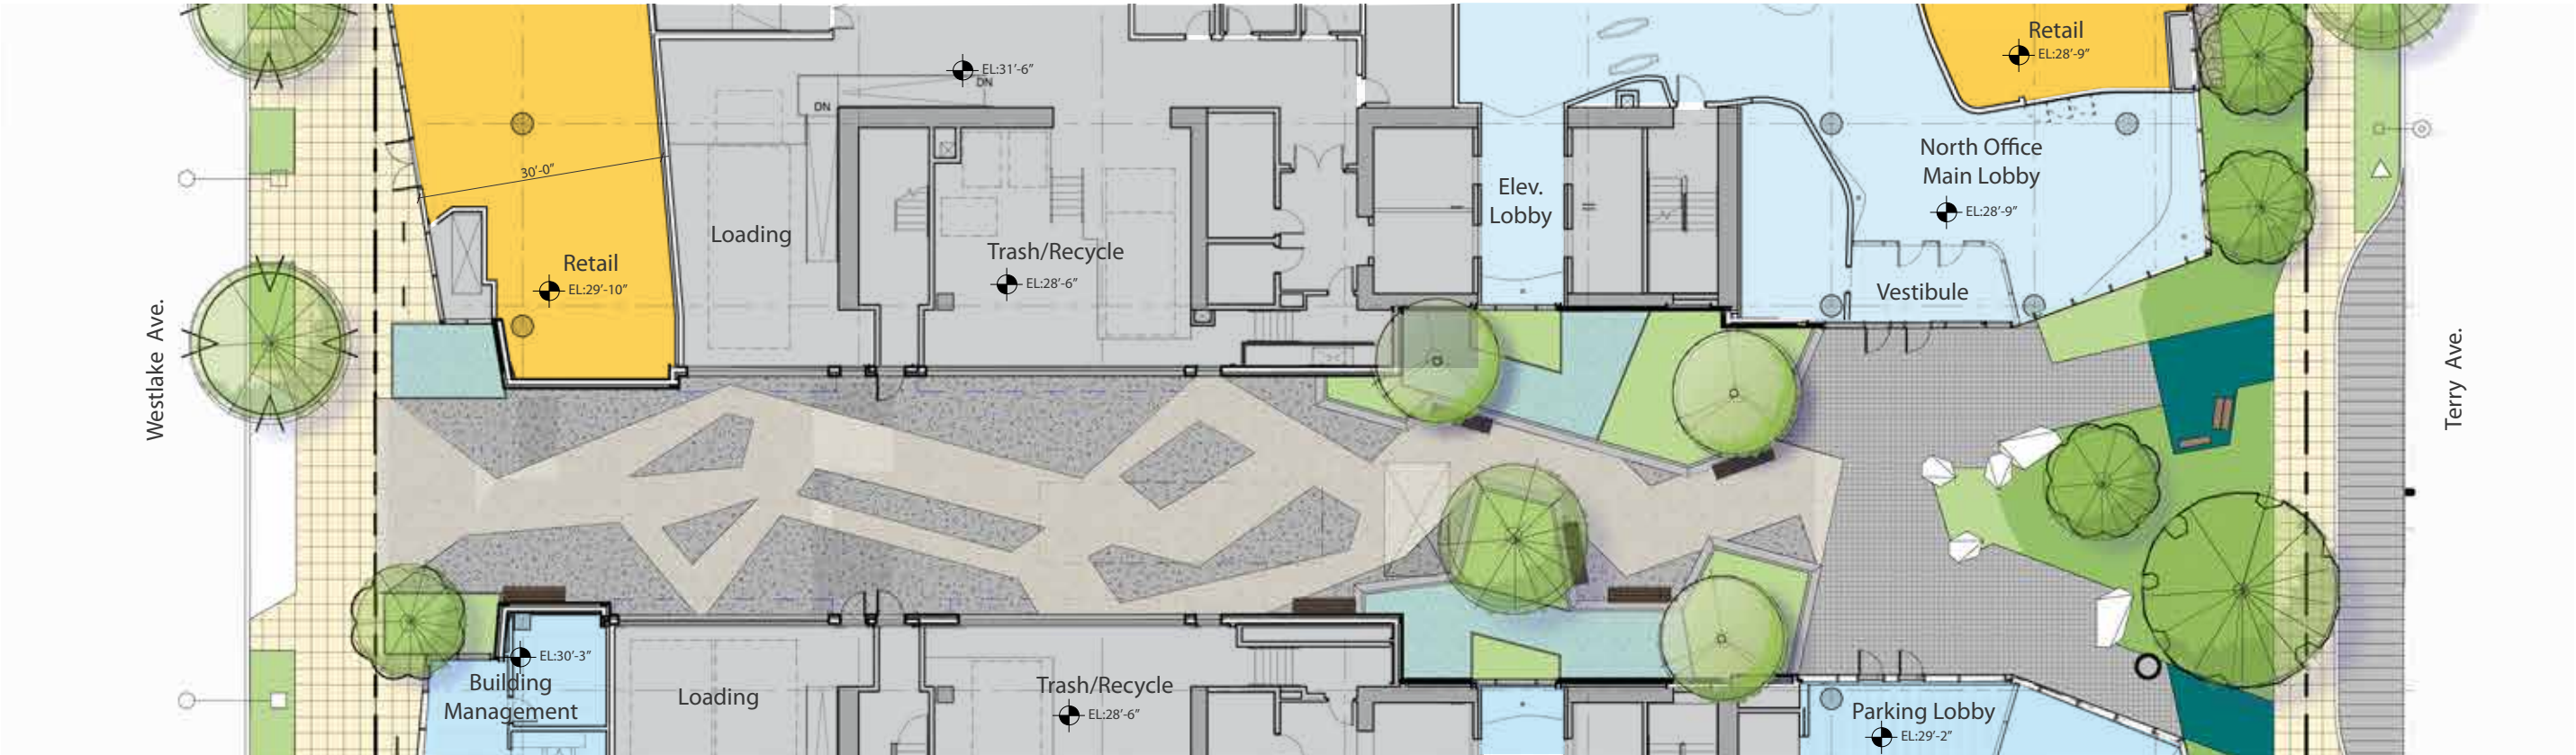 Retail
EL:28'-9"
EL:31'-6"
DN
DN
30'-0"
North Office
Main Lobby
EL:28'-9"
Elev.
Lobby
Loading
Trash/Recycle
EL:28'-6"
Retail
EL:29'-10"
Vestibule
Westlake Ave.
Terry Ave.
EL:30'-3"
Building
Management
Loading
Trash/Recycle
EL:28'-6"
Parking Lobby
EL:29'-2"